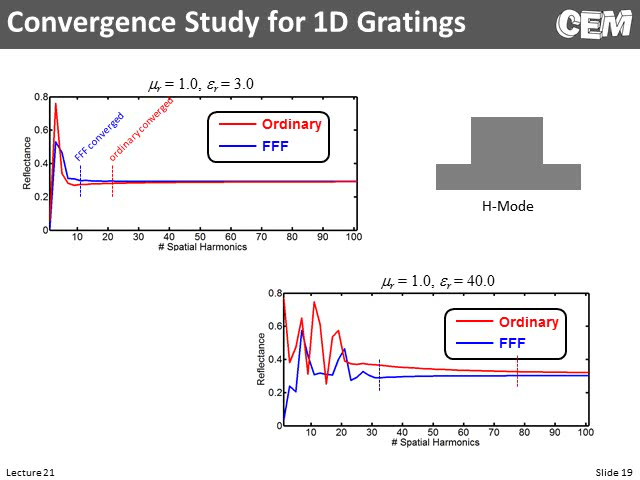 Convergence Study for 1D Gratings
CEM
μr = 1.0, εr = 3.0
0.8
0.6
0.4
0.2
0
Reflectance
FFF converged
ordinary converged
Ordinary
FFF
10 20 30 40 50 60 70 80 90 100
# Spatial Harmonics
H-Mode
μr = 1.0, εr = 40.0
0.8
0.6
0.4
0.2
0
Reflectance
Ordinary
FFF
10 20 30 40 50 60 70 80 90 100
# Spatial Harmonics
Lecture 21
Slide 19